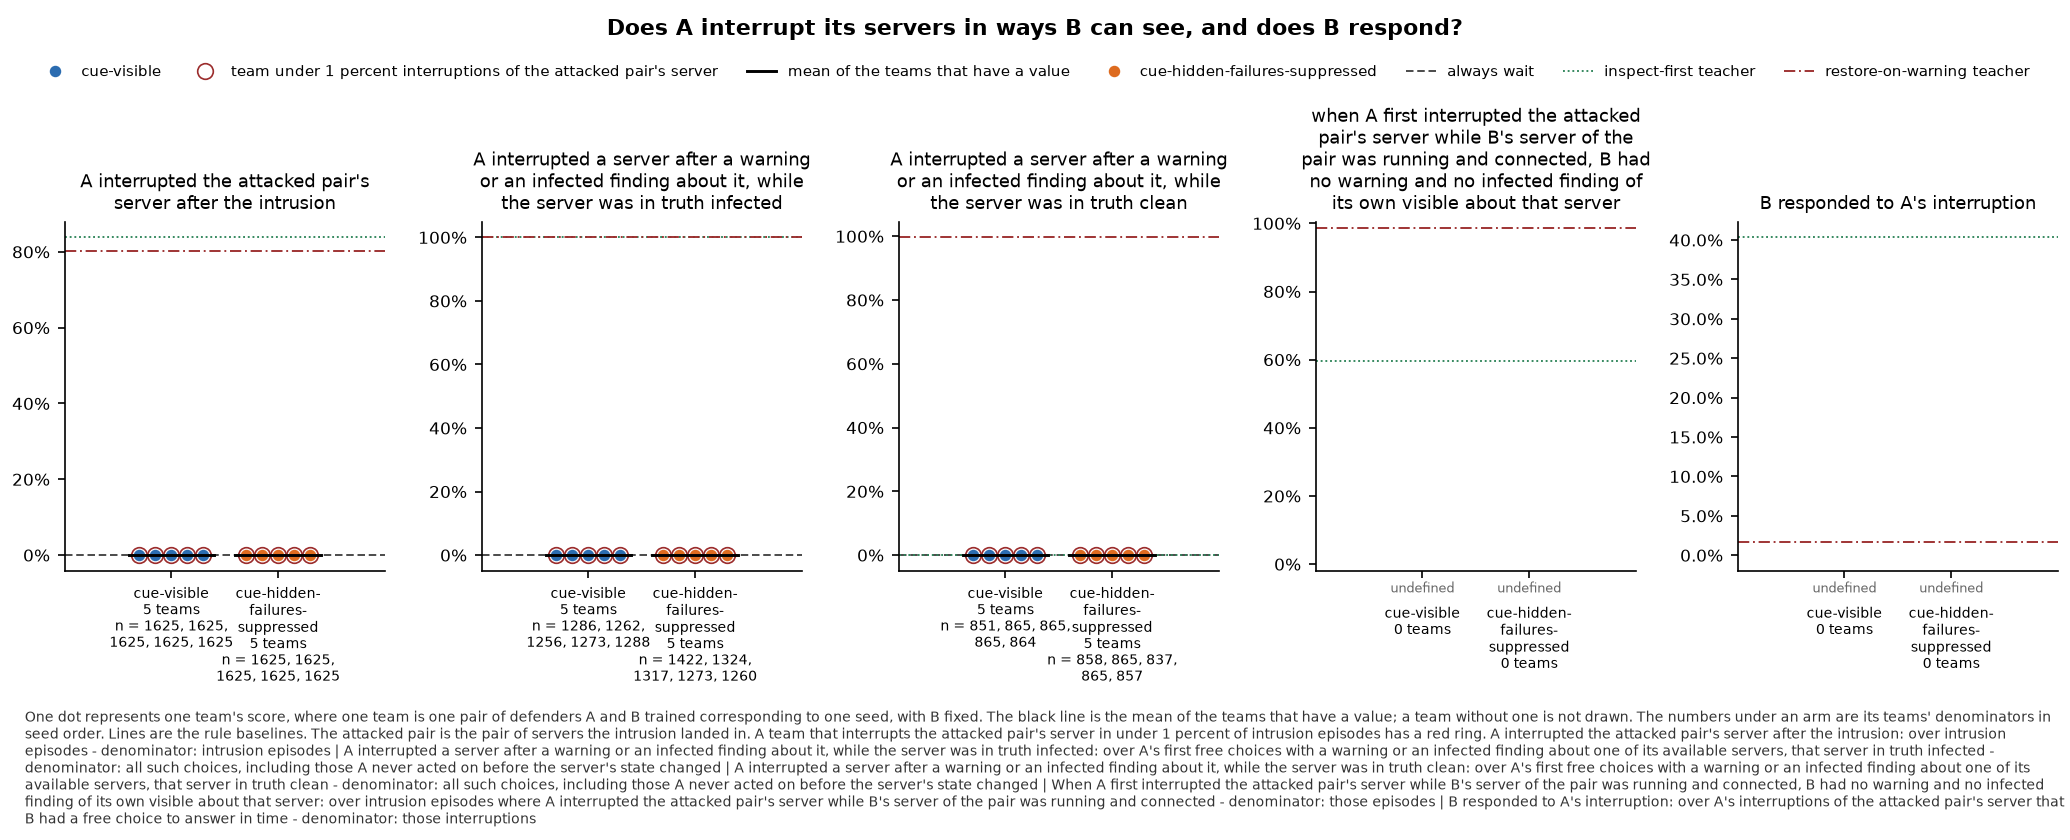 Does A interrupt its servers in ways B can see, and does B respond?
cue-visible
team under 1 percent interruptions of the attacked pair's server
mean of the teams that have a value
cue-hidden-failures-suppressed
always wait
inspect-first teacher
restore-on-warning teacher
A interrupted the attacked pair's
server after the intrusion
80%
60%
40%
20%
0%
cue-visible
5 teams
n = 1625, 1625,
1625, 1625, 1625
cue-hidden-
failures-
suppressed
5 teams
n = 1625, 1625,
1625, 1625, 1625
A interrupted a server after a warning
or an infected finding about it, while
the server was in truth infected
100%
80%
60%
40%
20%
0%
cue-visible
5 teams
n = 1286, 1262,
1256, 1273, 1288
cue-hidden-
failures-
suppressed
5 teams
n = 1422, 1324,
1317, 1273, 1260
A interrupted a server after a warning
or an infected finding about it, while
the server was in truth clean
100%
80%
60%
40%
20%
0%
cue-visible
5 teams
n = 851, 865, 865,
865, 864
cue-hidden-
failures-
suppressed
5 teams
n = 858, 865, 837,
865, 857
when A first interrupted the attacked
pair's server while B's server of the
pair was running and connected, B had
no warning and no infected finding of
its own visible about that server
100%
80%
60%
40%
20%
0%
undefined
cue-visible
0 teams
undefined
cue-hidden-
failures-
suppressed
0 teams
B responded to A's interruption
40.0%
35.0%
30.0%
25.0%
20.0%
15.0%
10.0%
5.0%
0.0%
undefined
cue-visible
0 teams
undefined
cue-hidden-
failures-
suppressed
0 teams
One dot represents one team's score, where one team is one pair of defenders A and B trained corresponding to one seed, with B fixed. The black line is the mean of the teams that have a value; a team without one is not drawn. The numbers under an arm are its teams' denominators in
seed order. Lines are the rule baselines. The attacked pair is the pair of servers the intrusion landed in. A team that interrupts the attacked pair's server in under 1 percent of intrusion episodes has a red ring. A interrupted the attacked pair's server after the intrusion: over intrusion
episodes - denominator: intrusion episodes | A interrupted a server after a warning or an infected finding about it, while the server was in truth infected: over A's first free choices with a warning or an infected finding about one of its available servers, that server in truth infected -
denominator: all such choices, including those A never acted on before the server's state changed | A interrupted a server after a warning or an infected finding about it, while the server was in truth clean: over A's first free choices with a warning or an infected finding about one of its
available servers, that server in truth clean - denominator: all such choices, including those A never acted on before the server's state changed | When A first interrupted the attacked pair's server while B's server of the pair was running and connected, B had no warning and no infected
finding of its own visible about that server: over intrusion episodes where A interrupted the attacked pair's server while B's server of the pair was running and connected - denominator: those episodes | B responded to A's interruption: over A's interruptions of the attacked pair's server that
B had a free choice to answer in time - denominator: those interruptions